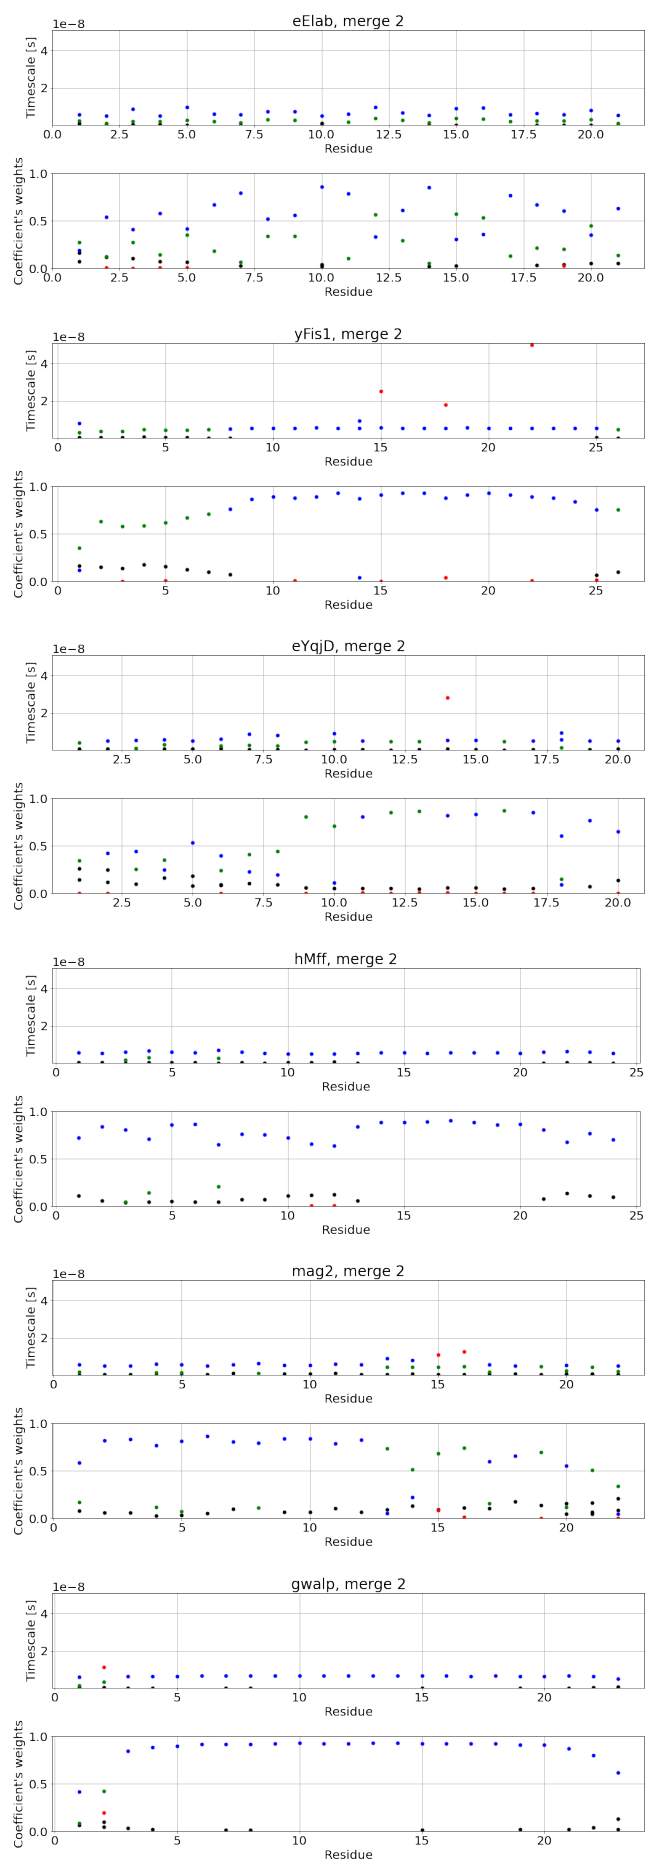 eElab, merge 2
1e−8
Timescale [s]
4
2
0.0 2.5 5.0 7.5 10.0 12.5 15.0 17.5 20.0
Residue
Coefficient's weights
1.0
0.5
0.0
0.0 2.5 5.0 7.5 10.0 12.5 15.0 17.5 20.0
Residue
yFis1, merge 2
1e−8
Timescale [s]
4
2
0 5 10 15 20 25
Residue
Coefficient's weights
1.0
0.5
0.0
0 5 10 15 20 25
Residue
eYqjD, merge 2
1e−8
Timescale [s]
4
2
2.5 5.0 7.5 10.0 12.5 15.0 17.5 20.0
Residue
Coefficient's weights
1.0
0.5
0.0
2.5 5.0 7.5 10.0 12.5 15.0 17.5 20.0
Residue
hMff, merge 2
1e−8
Timescale [s]
4
2
0 5 10 15 20 25
Residue
Coefficient's weights
1.0
0.5
0.0
0 5 10 15 20 25
Residue
mag2, merge 2
1e−8
Timescale [s]
4
2
0 5 10 15 20
Residue
Coefficient's weights
1.0
0.5
0.0
0 5 10 15 20
Residue
gwalp, merge 2
1e−8
Timescale [s]
4
2
0 5 10 15 20
Residue
Coefficient's weights
1.0
0.5
0.0
0 5 10 15 20
Residue